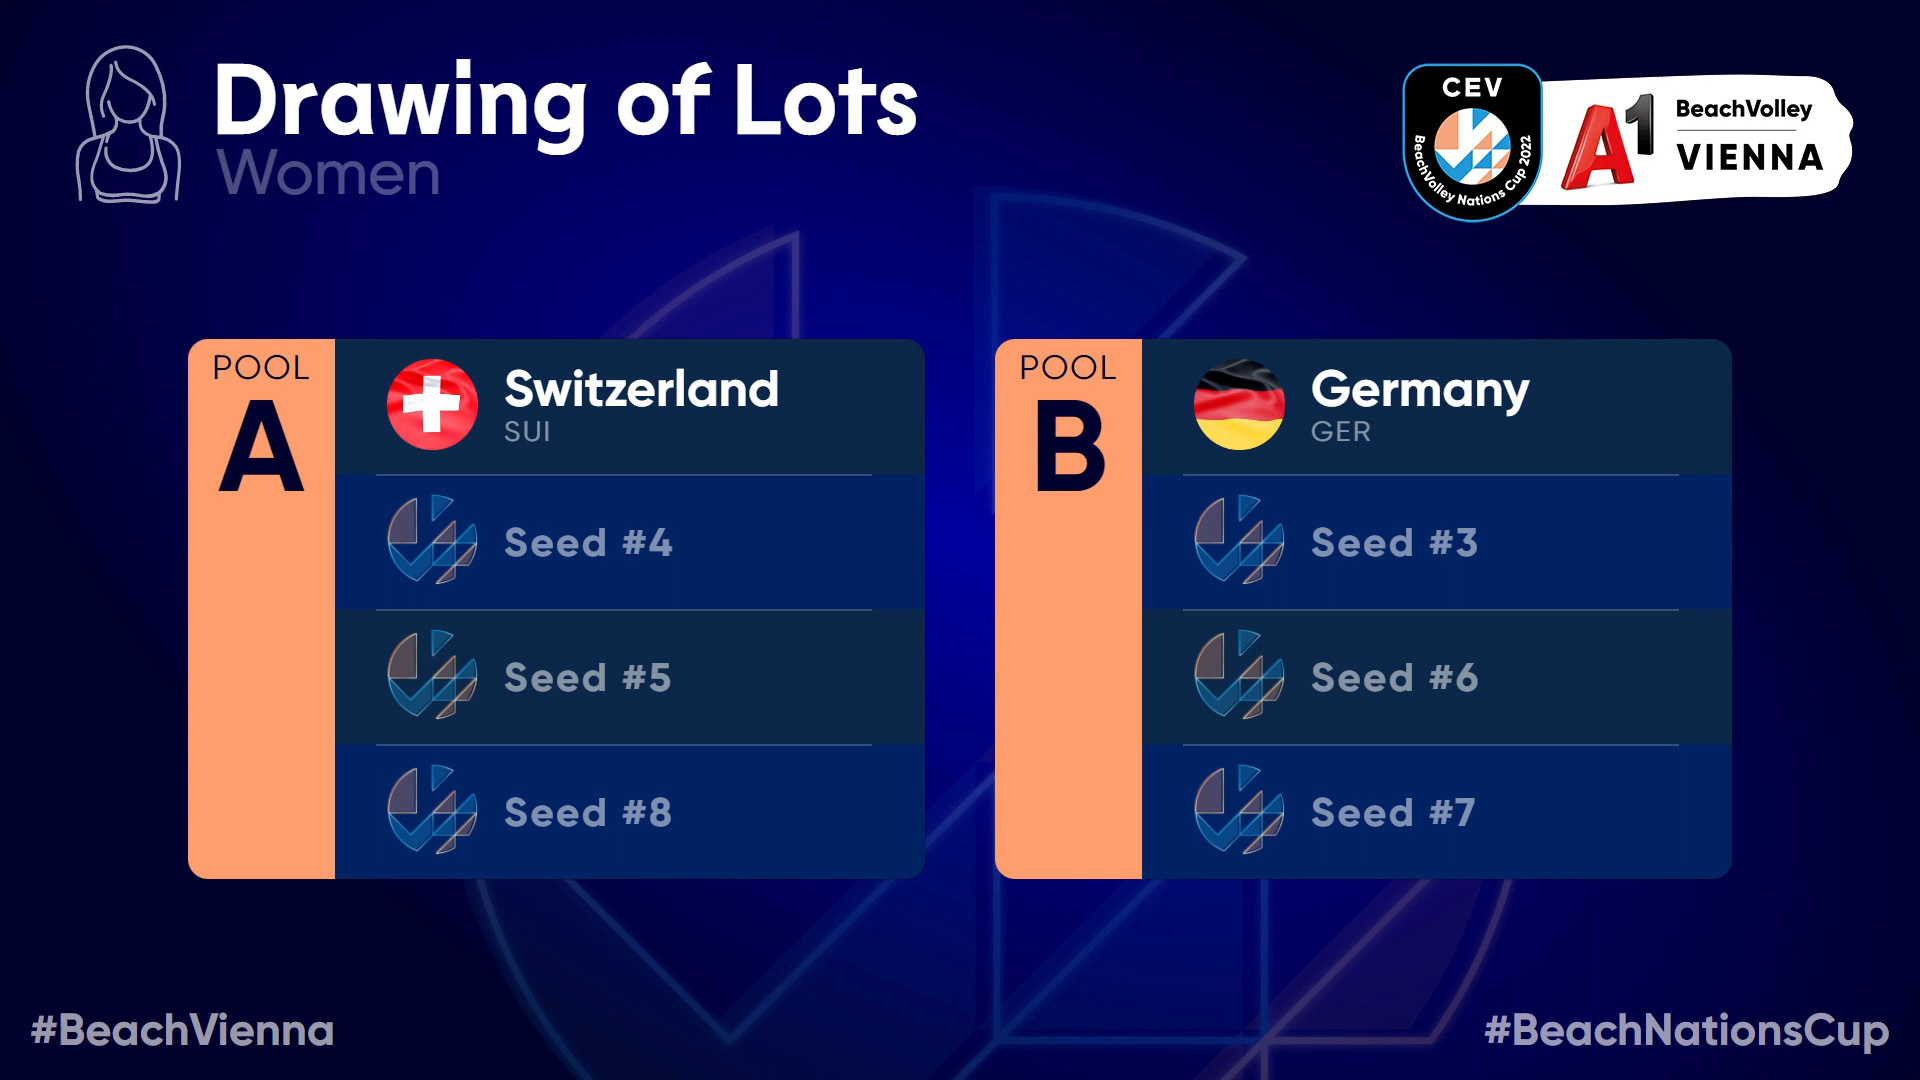 Drawing of Lots
Women
CEV
BeachVolley Nations Cup 2022
A1
BeachVolley
VIENNA
POOL
A
Switzerland
SUI
Seed #4
Seed #5
Seed #8
POOL
B
Germany
GER
Seed #3
Seed #6
Seed #7
#BeachVienna
#BeachNationsCup